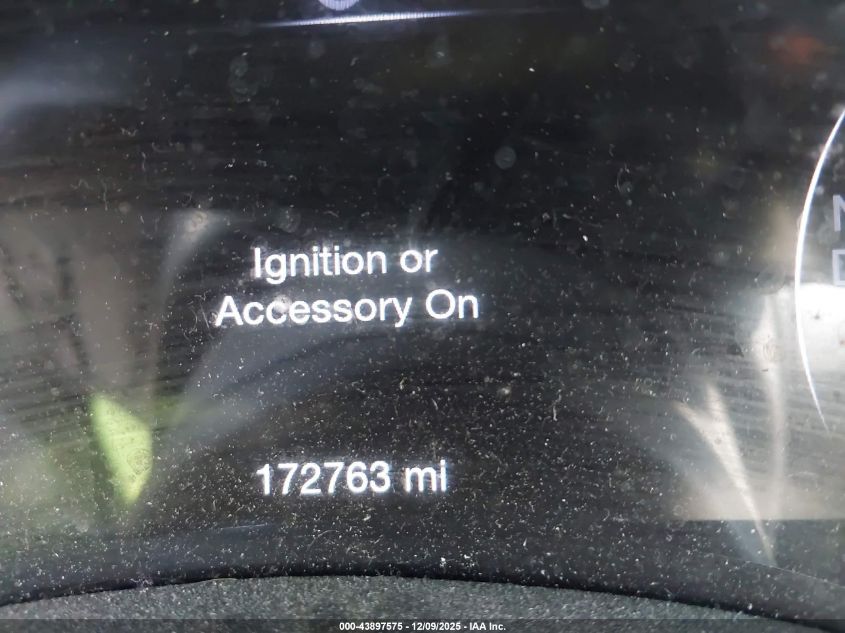 Ignition or
Accessory On
N
D
172763 mi
000-43897575 - 12/09/2025 - IAA Inc.